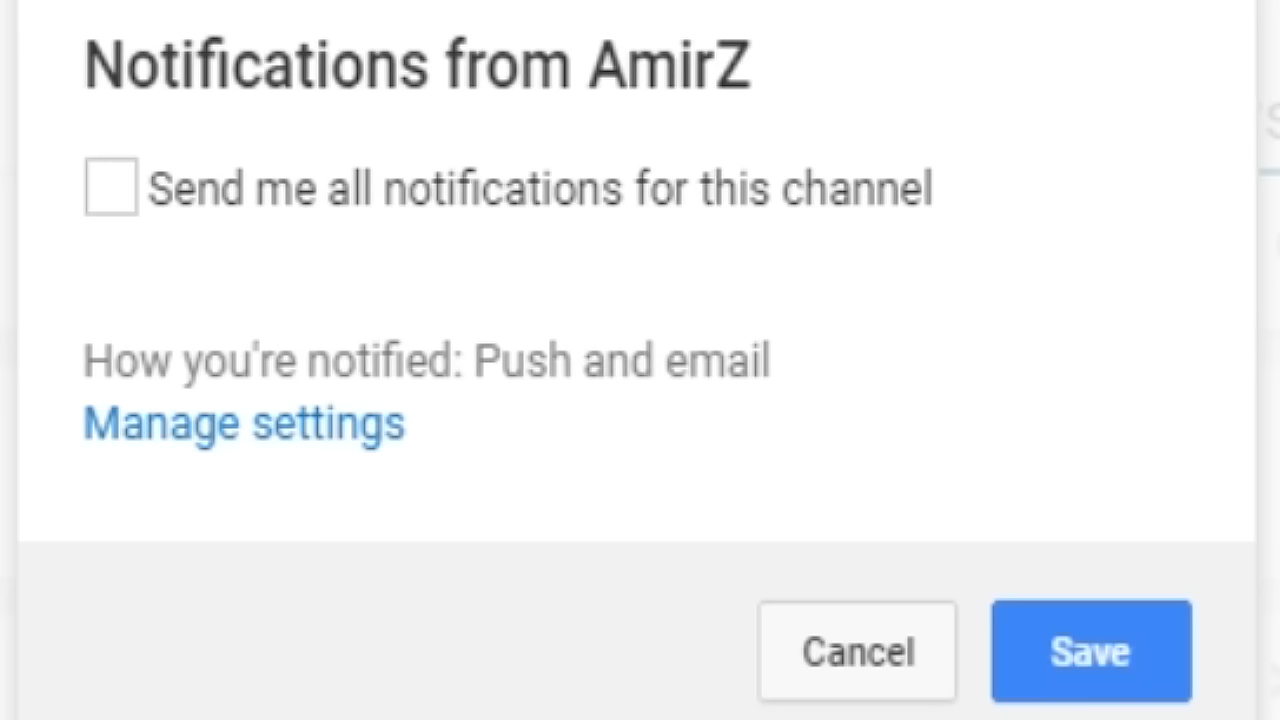 Notifications from AmirZ
Send me all notifications for this channel
How you're notified: Push and email
Manage settings
Cancel
Save